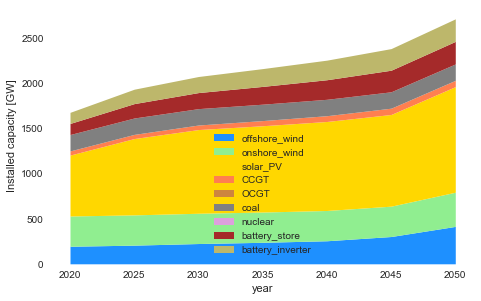 2500
2000
1500
1000
500
0
Installed capacity [GW]
offshore_wind
onshore_wind
solar_PV
CCGT
OCGT
coal
nuclear
battery_store
battery_inverter
2020 2025 2030 2035 2040 2045 2050
year